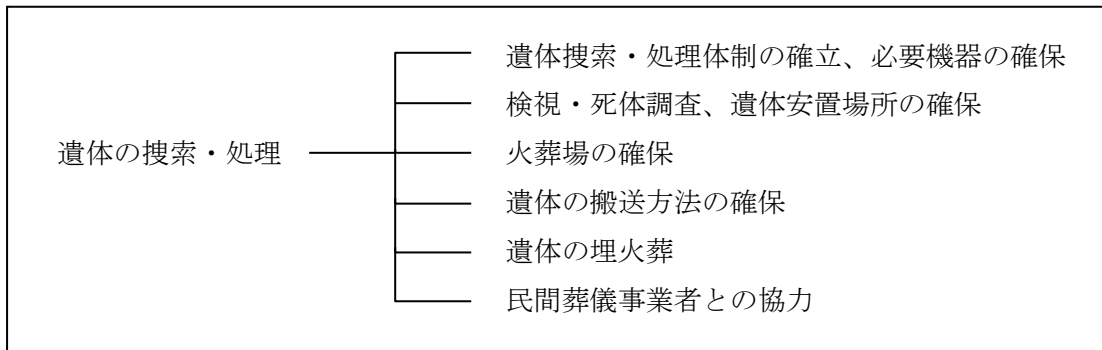 遺体捜索・処理体制の確立、必要機器の確保
検視・死体調査、遺体安置場所の確保
遺体の捜索・処理
火葬場の確保
遺体の搬送方法の確保
遺体の埋火葬
民間葬儀事業者との協力